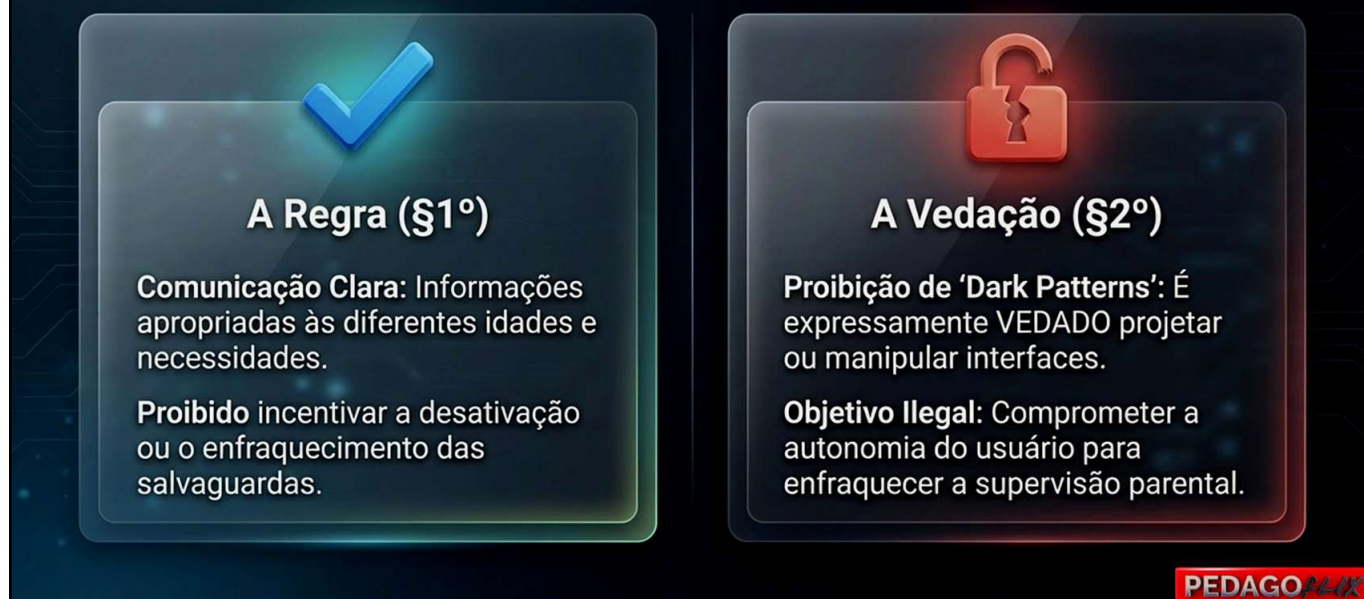 A Regra (§1º)
Comunicação Clara: Informações
apropriadas às diferentes idades e
necessidades.
Proibido incentivar a desativação
ou o enfraquecimento das
salvaguardas.
A Vedação (§2º)
Proibição de ‘Dark Patterns’: É
expressamente VEDADO projetar
ou manipular interfaces.
Objetivo Ilegal: Comprometer a
autonomia do usuário para
enfraquecer a supervisão parental.
PEDAGOFLIX